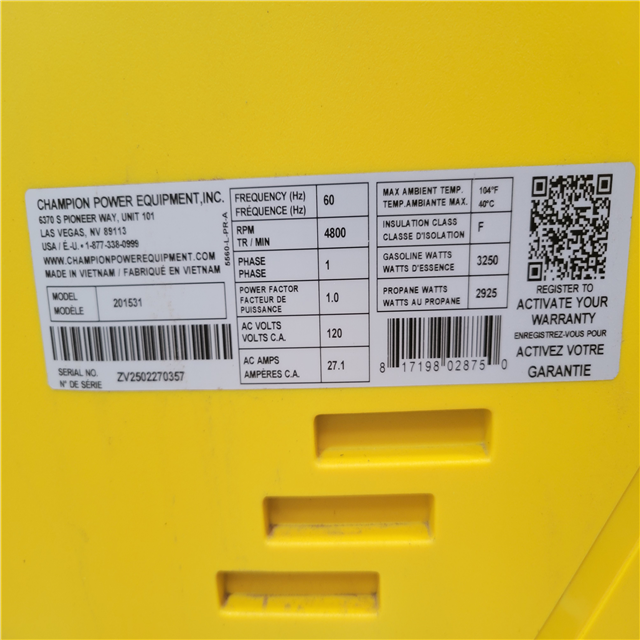 CHAMPION POWER EQUIPMENT, INC.
6370 S PIONEER WAY, UNIT 101
LAS VEGAS, NV 89113
USA / É.-U. • 1-877-338-0999
WWW.CHAMPIONPOWEREQUIPMENT.COM
MADE IN VIETNAM / FABRIQUÉ EN VIETNAM
MODEL
MODÈLE
201531
SERIAL NO.
N° DE SÉRIE
ZV2502270357
5560-L-PR-A
FREQUENCY (Hz)
FRÉQUENCE (Hz)
60
RPM
TR / MIN
4800
PHASE
PHASE
1
POWER FACTOR
FACTEUR DE
PUISSANCE
1.0
AC VOLTS
VOLTS C.A.
120
AC AMPS
AMPÈRES C.A.
27.1
MAX AMBIENT TEMP.
TEMP.AMBIANTE MAX.
104°F
40°C
INSULATION CLASS
CLASSE D'ISOLATION
F
GASOLINE WATTS
WATTS D'ESSENCE
3250
PROPANE WATTS
WATTS AU PROPANE
2925
8 17198 02875 0
REGISTER TO
ACTIVATE YOUR
WARRANTY
ENREGISTREZ-VOUS POUR
ACTIVEZ VOTRE
GARANTIE